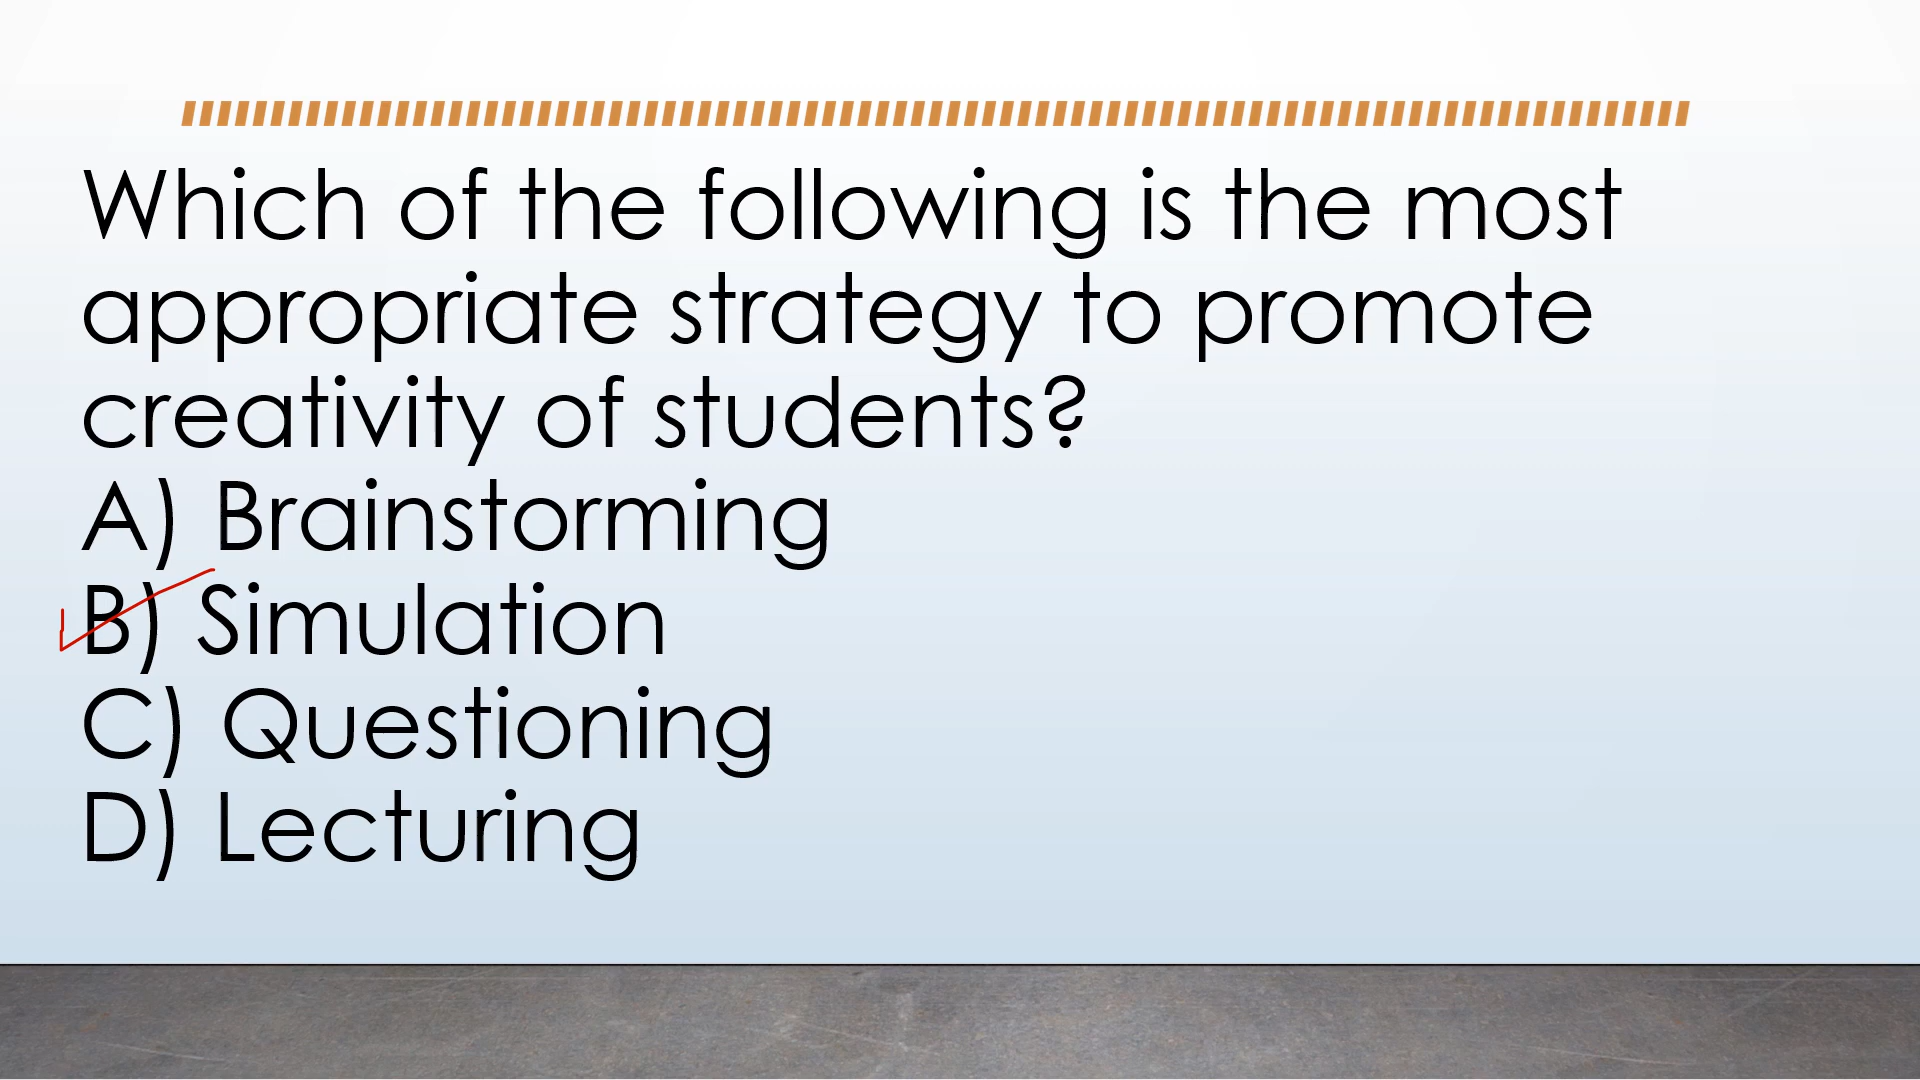 Which of the following is the most
appropriate strategy to promote
creativity of students?
A) Brainstorming
B) Simulation
C) Questioning
D) Lecturing